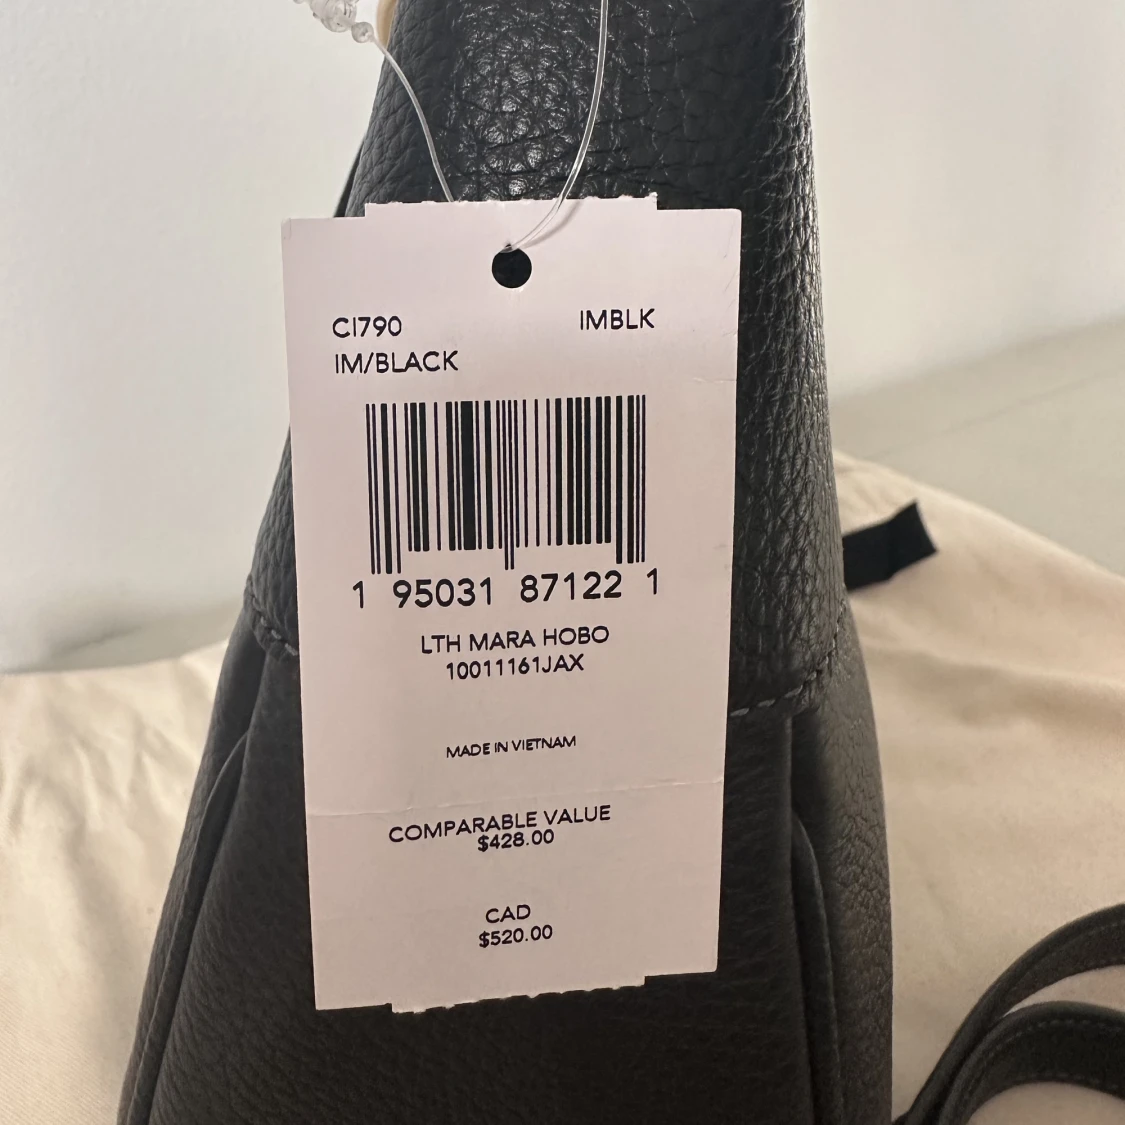 CI790 IMBLK
IM/BLACK
1 95031 87122 1
LTH MARA HOBO
10011161JAX
MADE IN VIETNAM
COMPARABLE VALUE
$428.00
CAD
$520.00